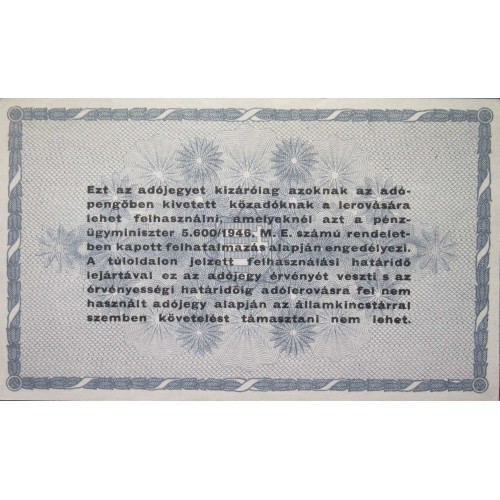 Ezt az adójegyet kizárólag azoknak az adó-
pengőben kivetett közadóknak a lerovására
lehet felhasználni, amelyeknél azt a pénz-
ügyminiszter 5.600/1946. M. E. számú rendelet-
ben kapott felhatalmazás alapján engedélyezi.
A túloldalon jelzett felhasználási határidő
lejártával ez az adójegy érvényét veszti s az
érvényességi határidőig adólerovásra fel nem
használt adójegy alapján az államkincstárral
szemben követelést támasztani nem lehet.